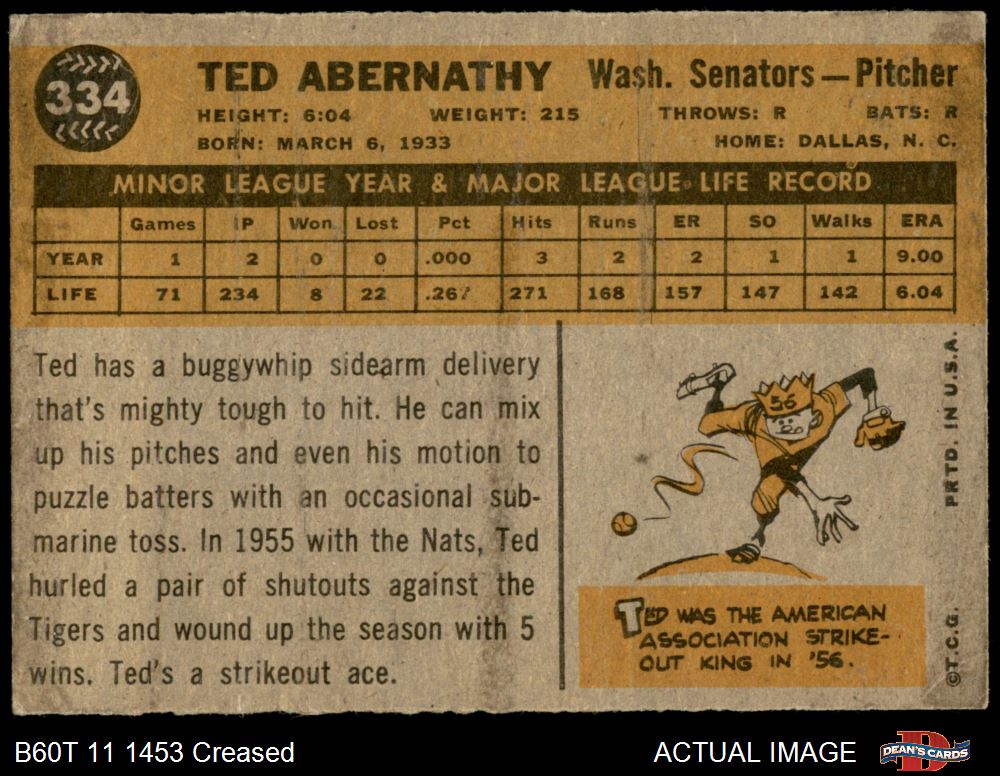 334
TED ABERNATHY Wash. Senators—Pitcher
HEIGHT: 6:04 WEIGHT: 215 THROWS: R BATS: R
BORN: MARCH 6, 1933 HOME: DALLAS, N. C.
MINOR LEAGUE YEAR & MAJOR LEAGUE LIFE RECORD
Games IP Won Lost Pct Hits Runs ER SO Walks ERA
YEAR 1 2 0 0 .000 3 2 2 1 1 9.00
LIFE 71 234 8 22 .267 271 168 157 147 142 6.04
Ted has a buggywhip sidearm delivery
that's mighty tough to hit. He can mix
up his pitches and even his motion to
puzzle batters with an occasional sub-
marine toss. In 1955 with the Nats, Ted
hurled a pair of shutouts against the
Tigers and wound up the season with 5
wins. Ted's a strikeout ace.
56
TED WAS THE AMERICAN
ASSOCIATION STRIKE-
OUT KING IN '56.
©T.C.G. PRTD. IN U.S.A.
B60T 11 1453 Creased ACTUAL IMAGE
DEAN'S CARDS